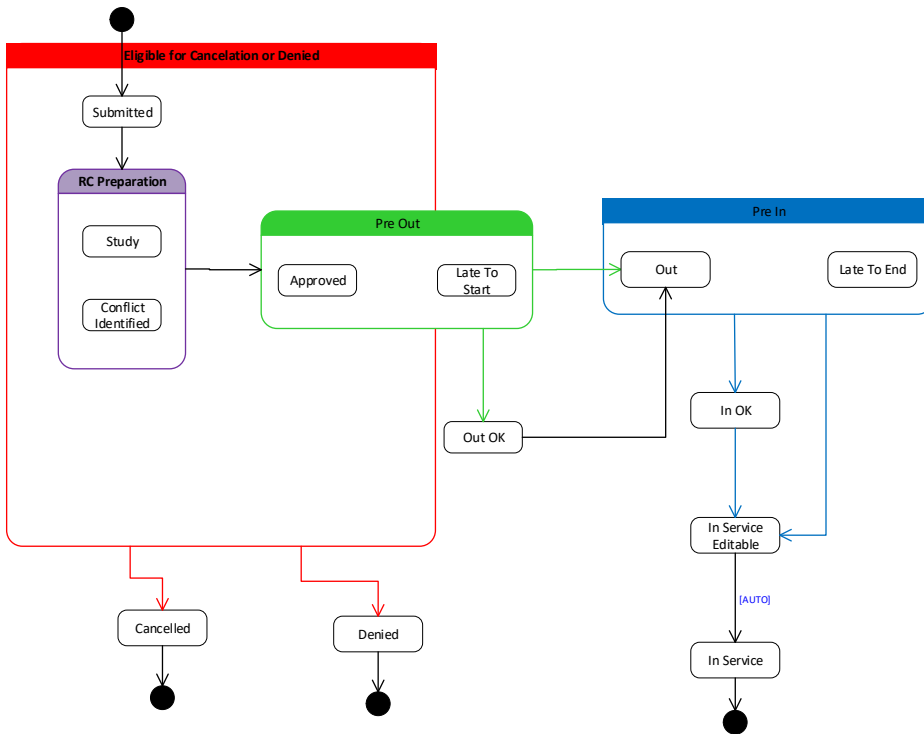 Eligible for Cancelation or Denied
Submitted
RC Preparation
Study
Conflict
Identified
Pre Out
Approved
Late To
Start
Pre In
Out
Late To End
Out OK
In OK
In Service
Editable
[AUTO]
In Service
Cancelled
Denied